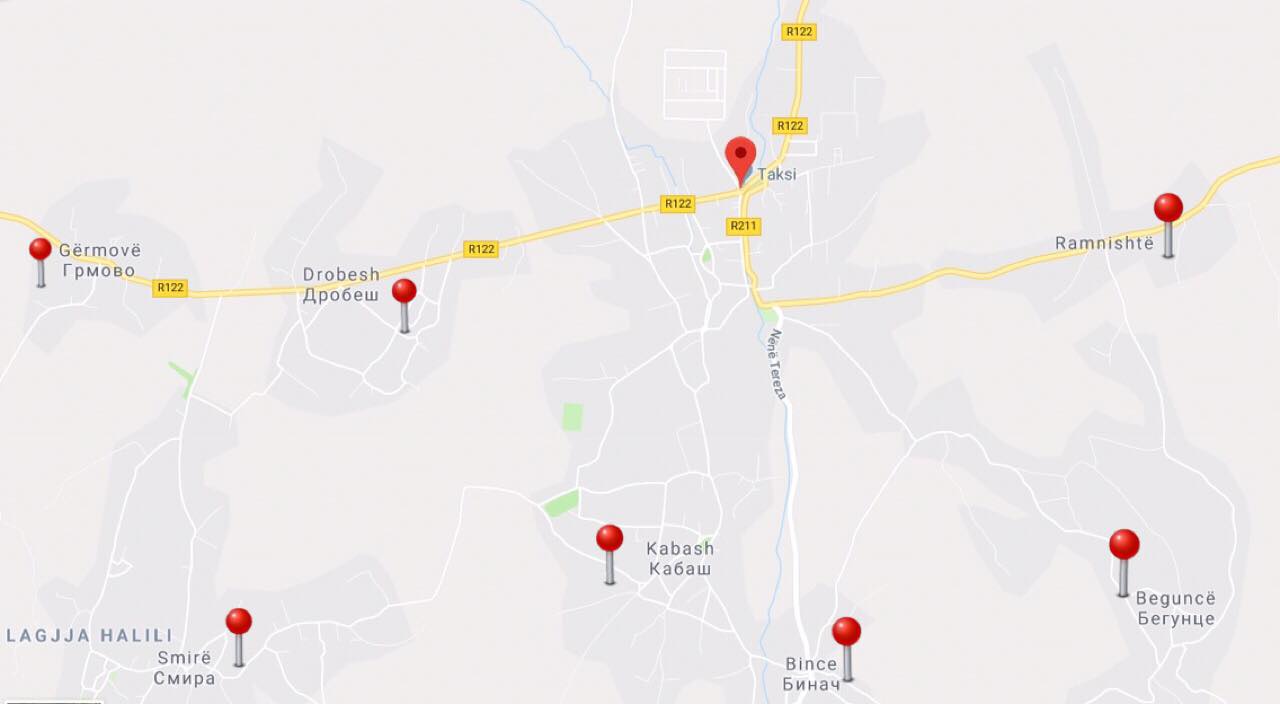 R122
R122
Taksi
R122
R211
R122
Gërmovë
Грмово
R122
Drobesh
Дробеш
Ramnishtë
Nënë Tereza
Kabash
Кабаш
Beguncë
Бегунце
LAGJJA HALILI
Smirë
Смира
Bince
Бинач